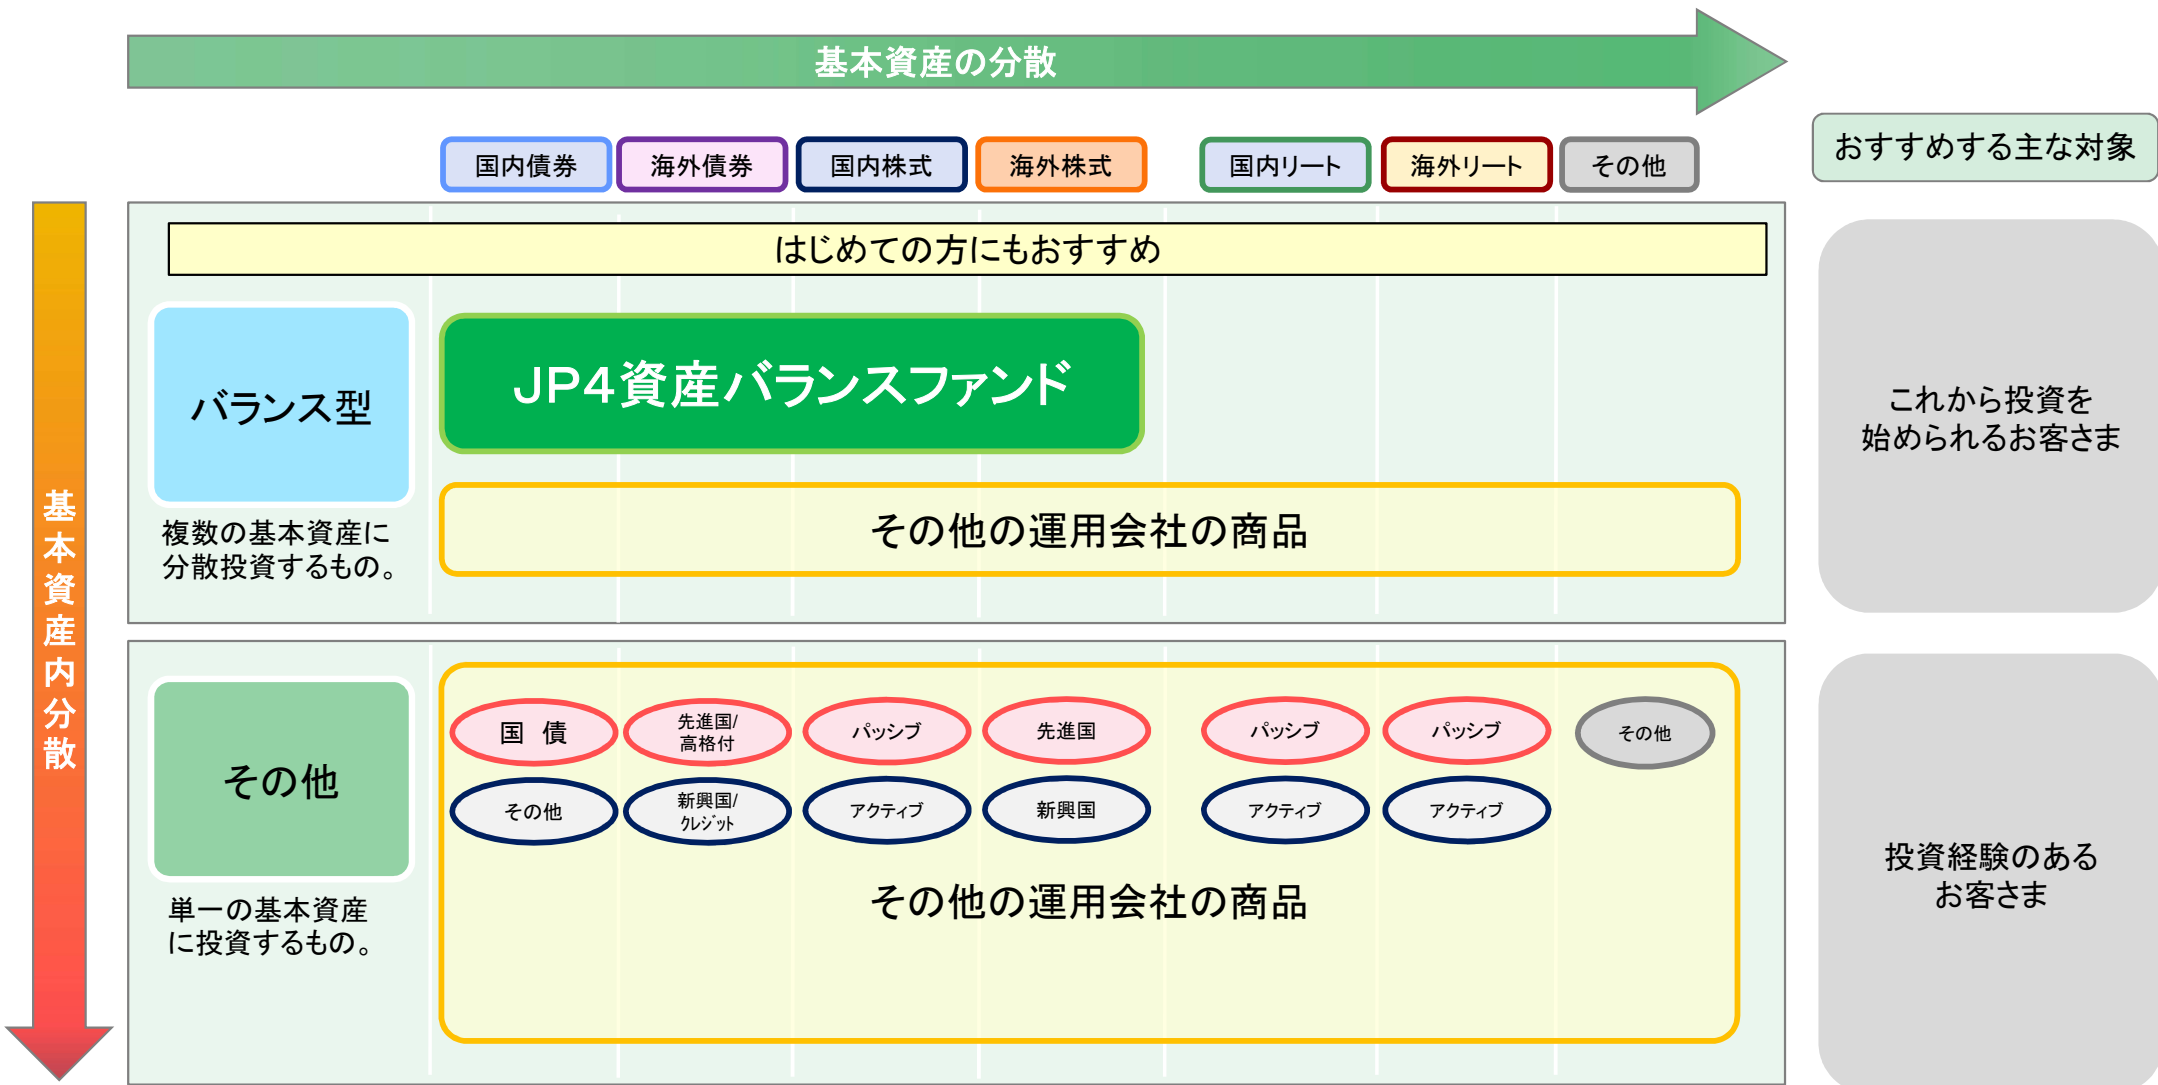 基本資産の分散
国内債券
海外債券
国内株式
海外株式
国内リート
海外リート
その他
おすすめする主な対象
基本資産内分散
はじめての方にもおすすめ
バランス型
複数の基本資産に
分散投資するもの。
JP4資産バランスファンド
その他の運用会社の商品
これから投資を
始められるお客さま
その他
単一の基本資産
に投資するもの。
国 債
先進国/
高格付
パッシブ
先進国
パッシブ
パッシブ
その他
その他
新興国/
クレジット
アクティブ
新興国
アクティブ
アクティブ
その他の運用会社の商品
投資経験のある
お客さま